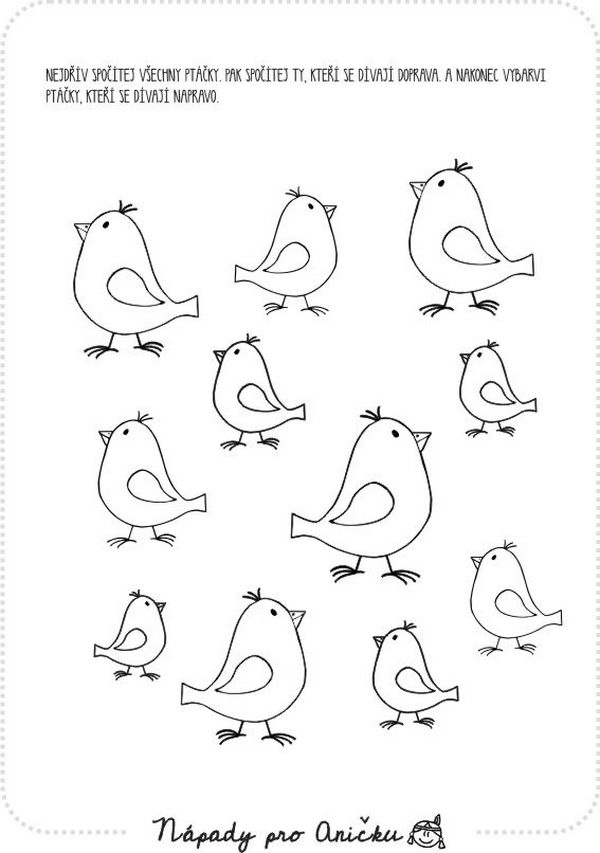 NEJDŘÍV SPOČÍTEJ VŠECHNY PTÁČKY. PAK SPOČÍTEJ TY, KTEŘÍ SE DÍVAJÍ DOPRAVA. A NAKONEC VYBARVI
PTÁČKY, KTEŘÍ SE DÍVAJÍ NAPRAVO.
Nápady pro Aničku